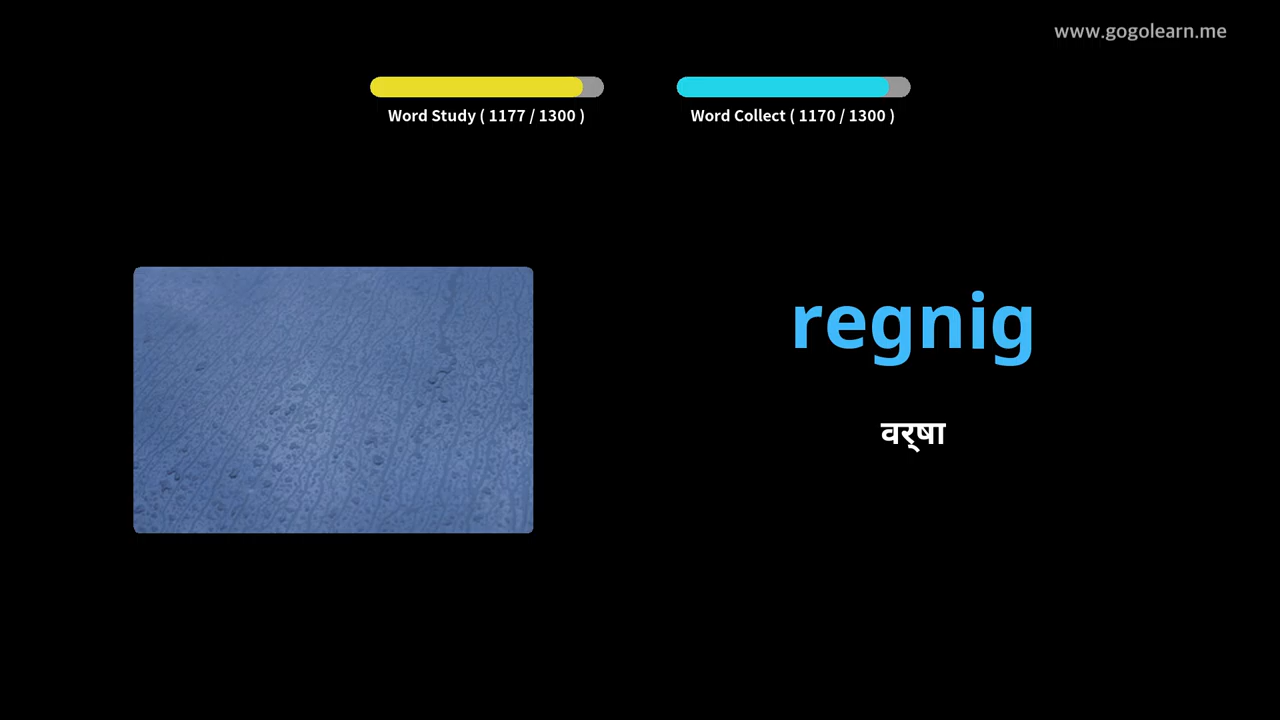 www.gogolearn.me
Word Study ( 1177 / 1300 )
Word Collect ( 1170 / 1300 )
regnig
वर्षा